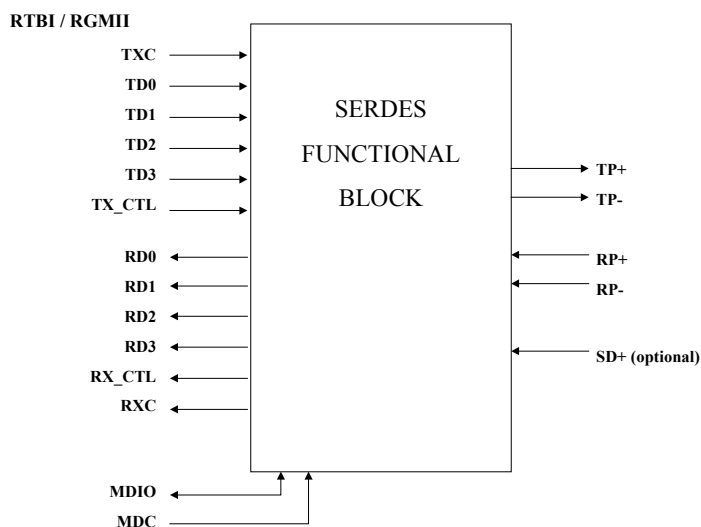 RTBI / RGMII
TXC
TD0
TD1
TD2
TD3
TX_CTL
RD0
RD1
RD2
RD3
RX_CTL
RXC
MDIO
MDC
SERDES
FUNCTIONAL
BLOCK
TP+
TP-
RP+
RP-
SD+ (optional)